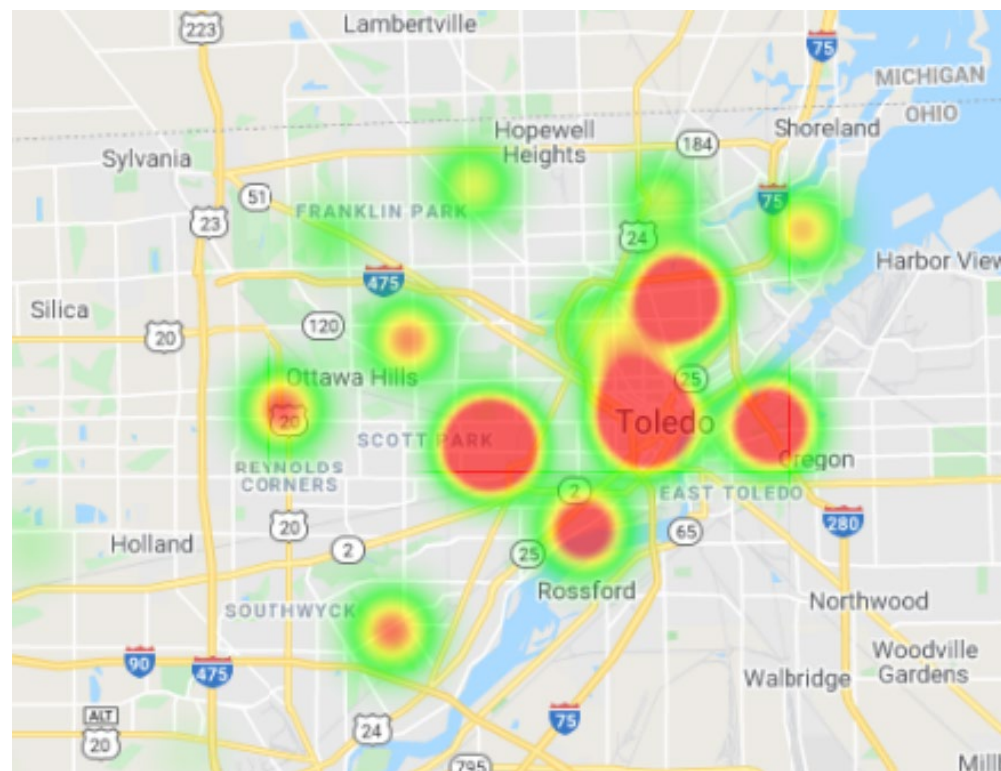 223
Lambertville
75
MICHIGAN
OHIO
Hopewell
Heights
184
Shoreland
Sylvania
51
75
FRANKLIN PARK
23
24
Harbor View
475
Silica
20
120
Ottawa Hills
25
20
Toledo
SCOTT PARK
Oregon
REYNOLDS
CORNERS
2
EAST TOLEDO
20
65
280
Holland
2
25
Rossford
SOUTHWYCK
Northwood
90
475
Woodville
Gardens
Walbridge
ALT
20
24
75
795
Milll